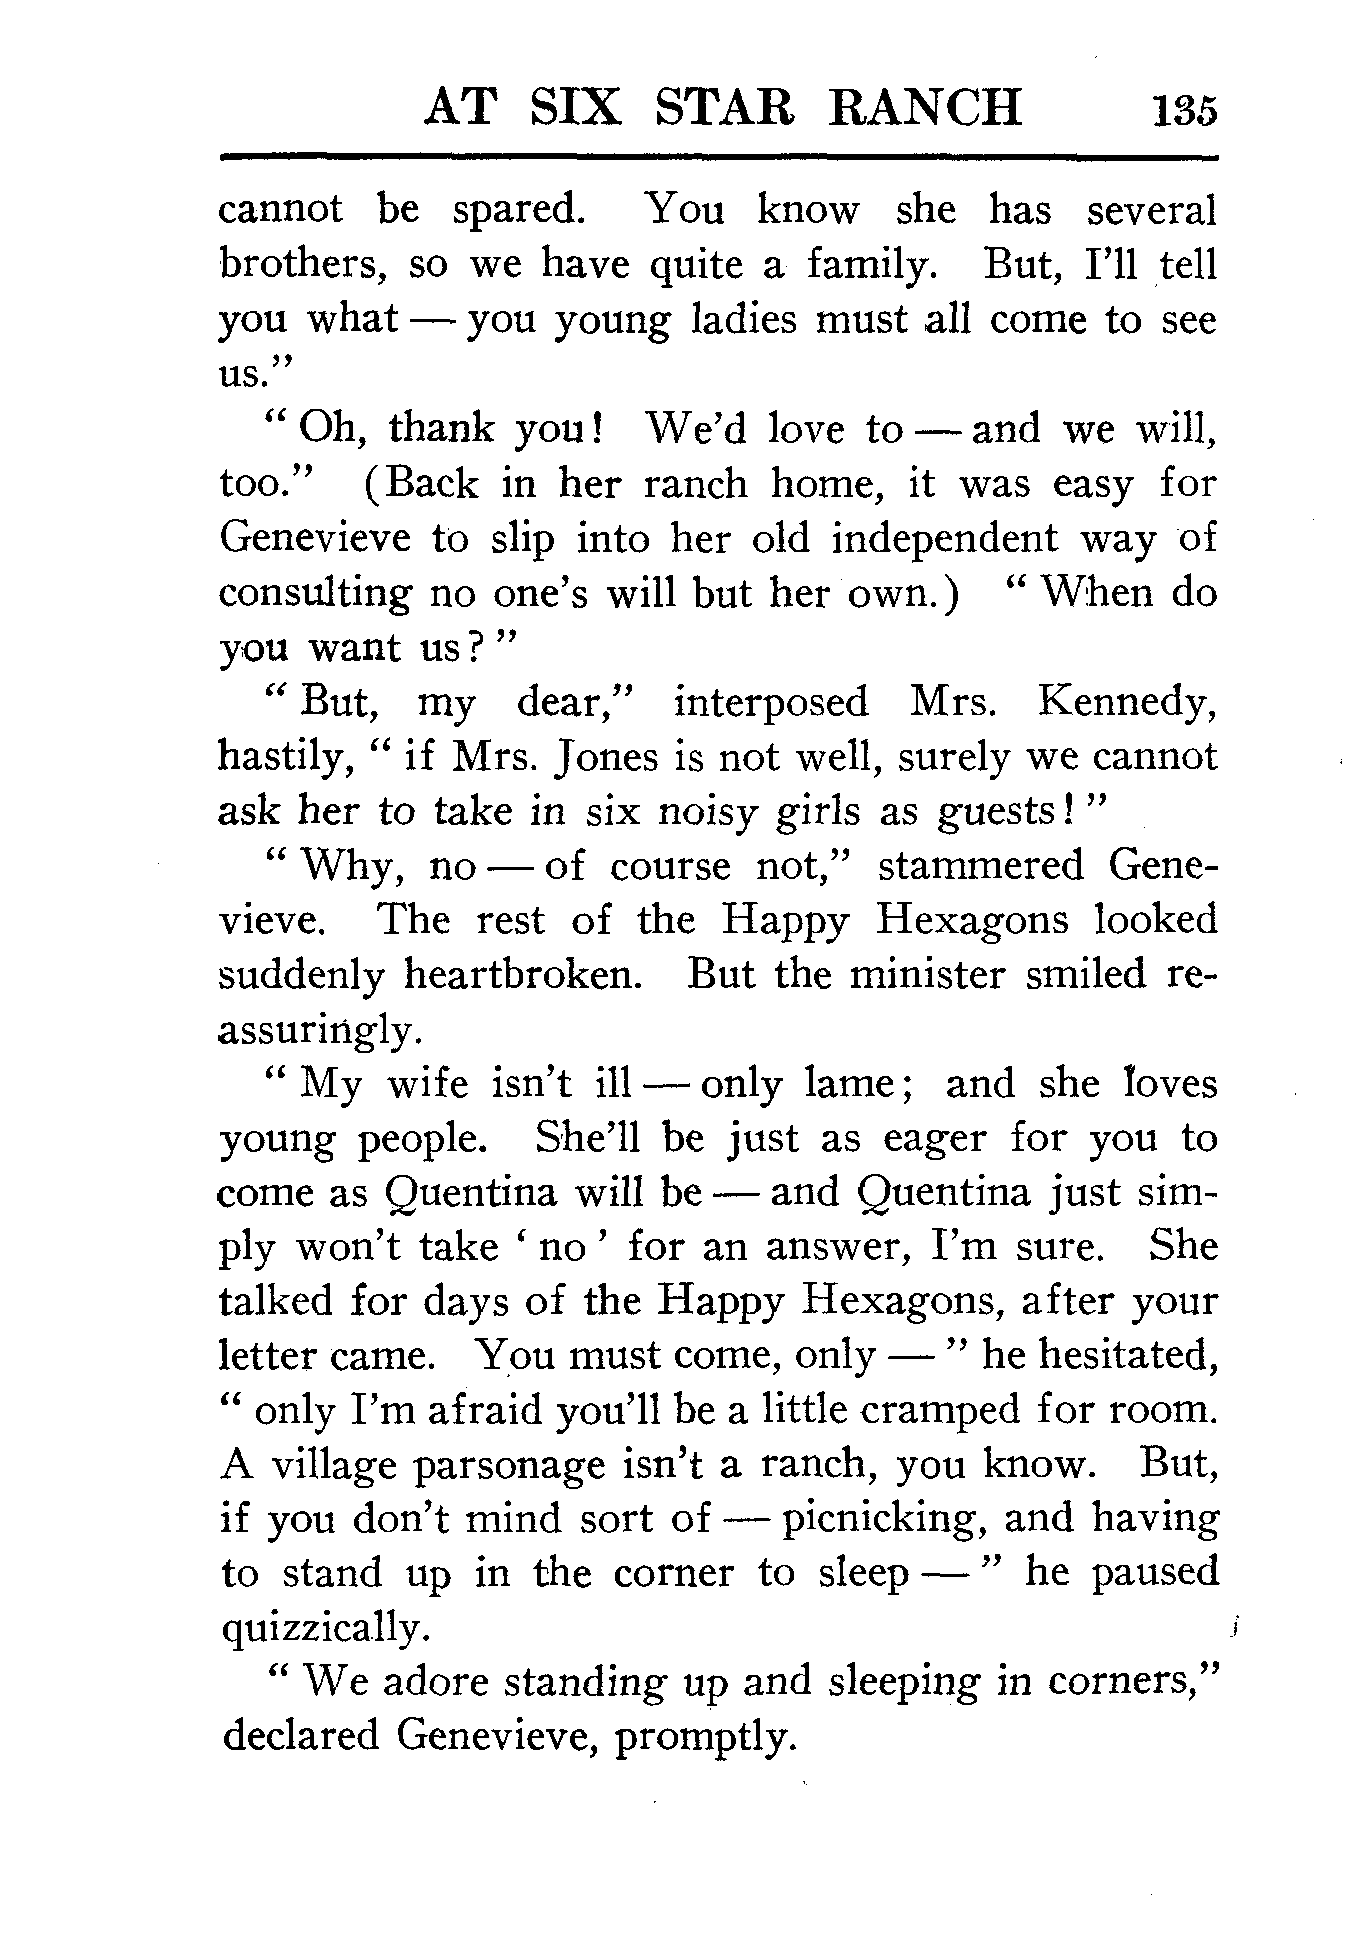 AT SIX STAR RANCH 135
cannot be spared. You know she has several
brothers, so we have quite a family. But, I'll tell
you what — you young ladies must all come to see
us."
" Oh, thank you! We'd love to — and we will,
too." (Back in her ranch home, it was easy for
Genevieve to slip into her old independent way of
consulting no one's will but her own.) " When do
you want us? "
" But, my dear," interposed Mrs. Kennedy,
hastily, " if Mrs. Jones is not well, surely we cannot
ask her to take in six noisy girls as guests! "
" Why, no — of course not," stammered Gene-
vieve. The rest of the Happy Hexagons looked
suddenly heartbroken. But the minister smiled re-
assuringly.
" My wife isn't ill — only lame; and she loves
young people. She'll be just as eager for you to
come as Quentina will be — and Quentina just sim-
ply won't take ' no ' for an answer, I'm sure. She
talked for days of the Happy Hexagons, after your
letter came. You must come, only — " he hesitated,
" only I'm afraid you'll be a little cramped for room.
A village parsonage isn't a ranch, you know. But,
if you don't mind sort of — picnicking, and having
to stand up in the corner to sleep — " he paused
quizzically.
" We adore standing up and sleeping in corners,"
declared Genevieve, promptly.